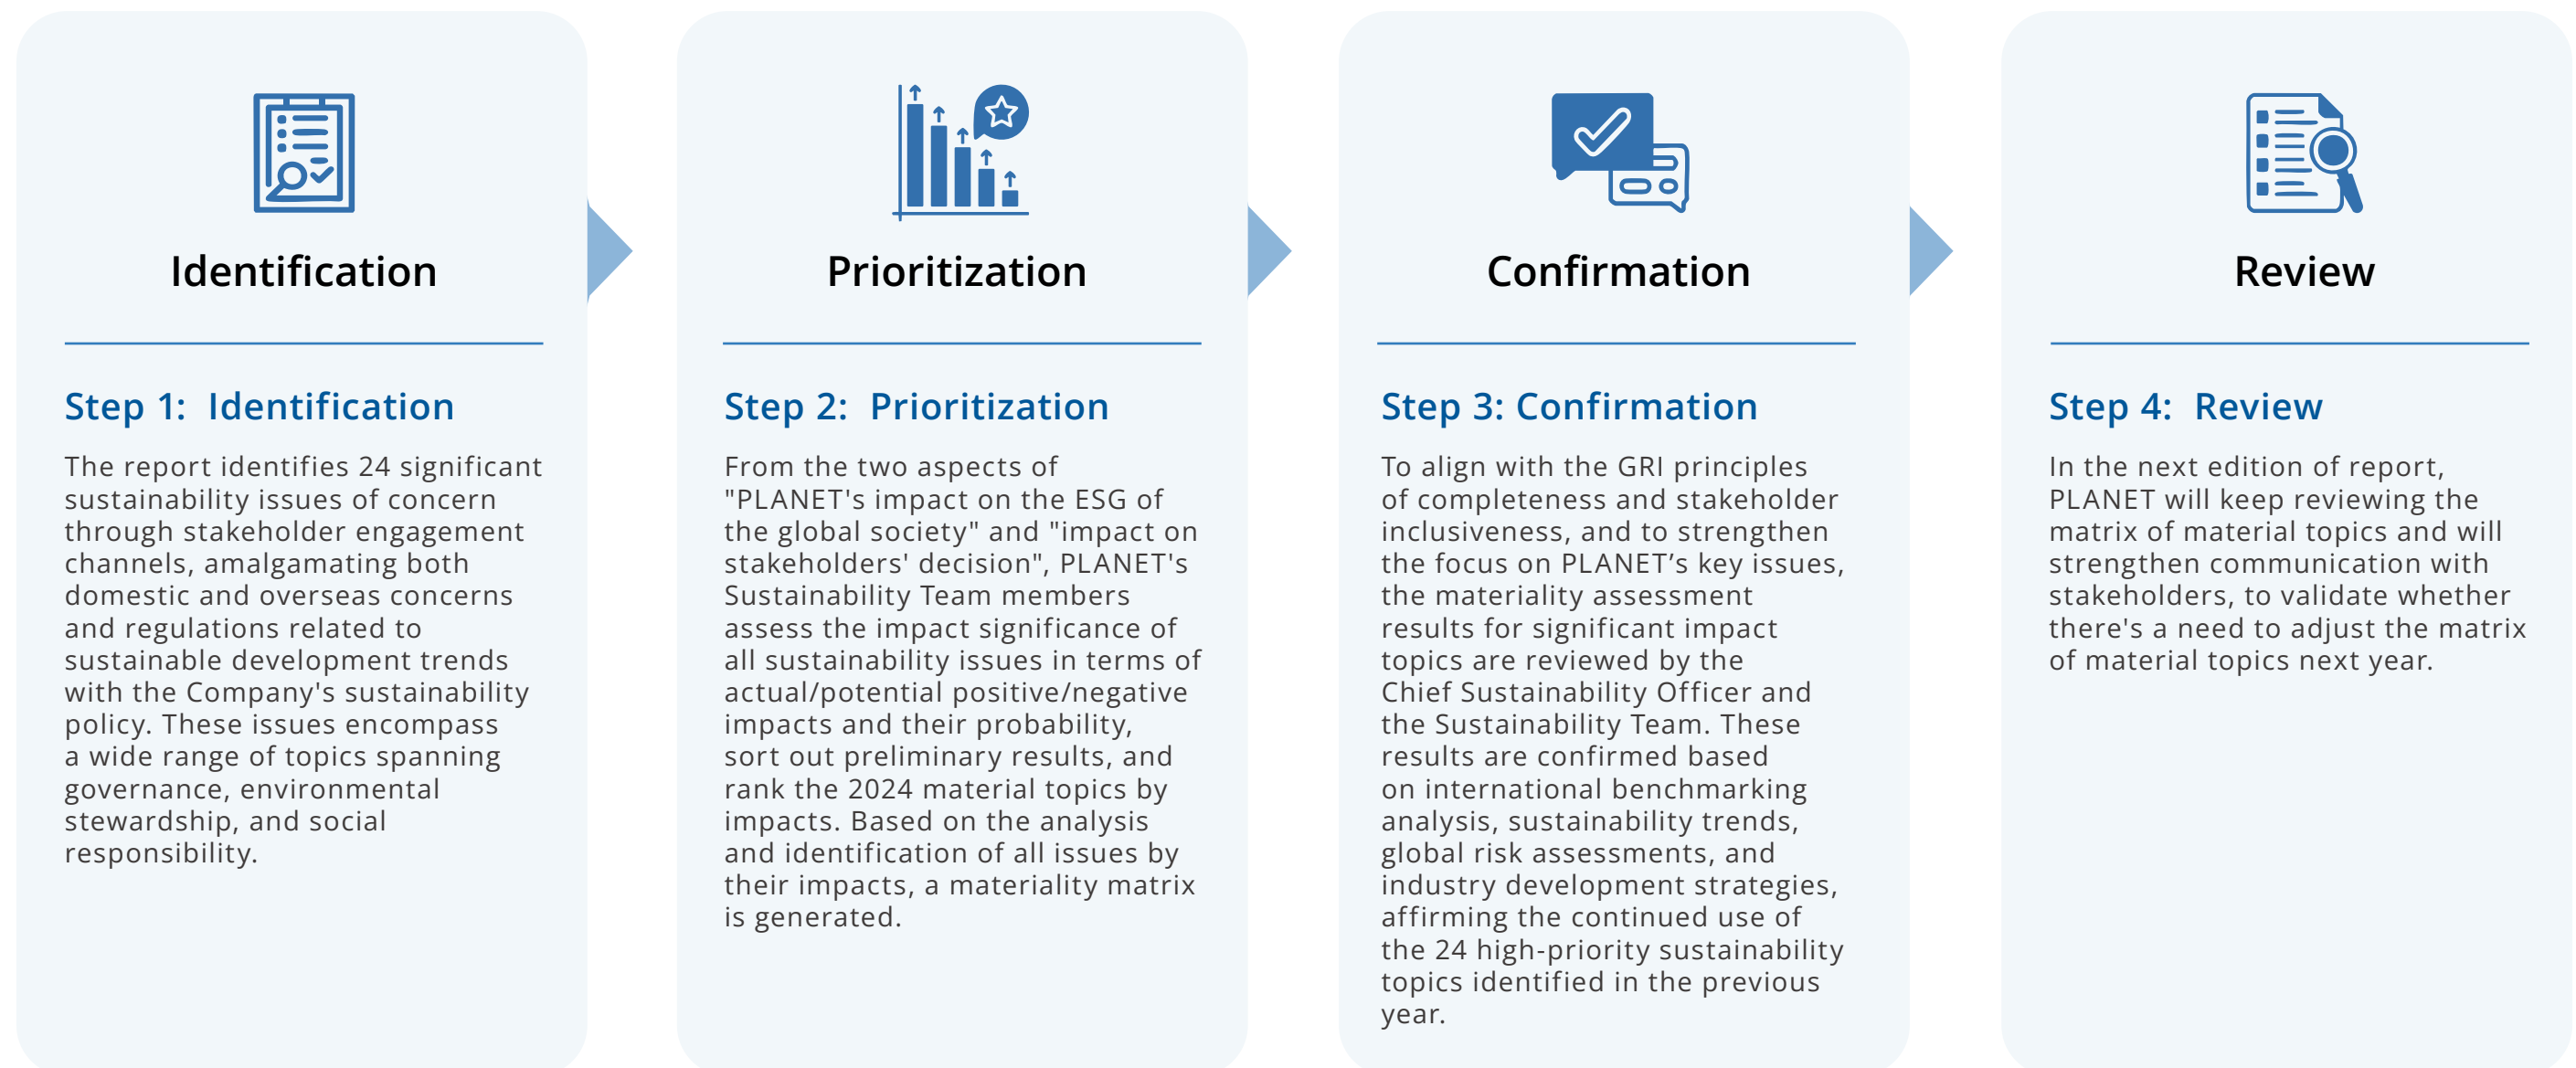 Identification
Step 1: Identification
The report identifies 24 significant
sustainability issues of concern
through stakeholder engagement
channels, amalgamating both
domestic and overseas concerns
and regulations related to
sustainable development trends
with the Company's sustainability
policy. These issues encompass
a wide range of topics spanning
governance, environmental
stewardship, and social
responsibility.
Prioritization
Step 2: Prioritization
From the two aspects of
"PLANET's impact on the ESG of
the global society" and "impact on
stakeholders' decision", PLANET's
Sustainability Team members
assess the impact significance of
all sustainability issues in terms of
actual/potential positive/negative
impacts and their probability,
sort out preliminary results, and
rank the 2024 material topics by
impacts. Based on the analysis
and identification of all issues by
their impacts, a materiality matrix
is generated.
Confirmation
Step 3: Confirmation
To align with the GRI principles
of completeness and stakeholder
inclusiveness, and to strengthen
the focus on PLANET’s key issues,
the materiality assessment
results for significant impact
topics are reviewed by the
Chief Sustainability Officer and
the Sustainability Team. These
results are confirmed based
on international benchmarking
analysis, sustainability trends,
global risk assessments, and
industry development strategies,
affirming the continued use of
the 24 high-priority sustainability
topics identified in the previous
year.
Review
Step 4: Review
In the next edition of report,
PLANET will keep reviewing the
matrix of material topics and will
strengthen communication with
stakeholders, to validate whether
there's a need to adjust the matrix
of material topics next year.